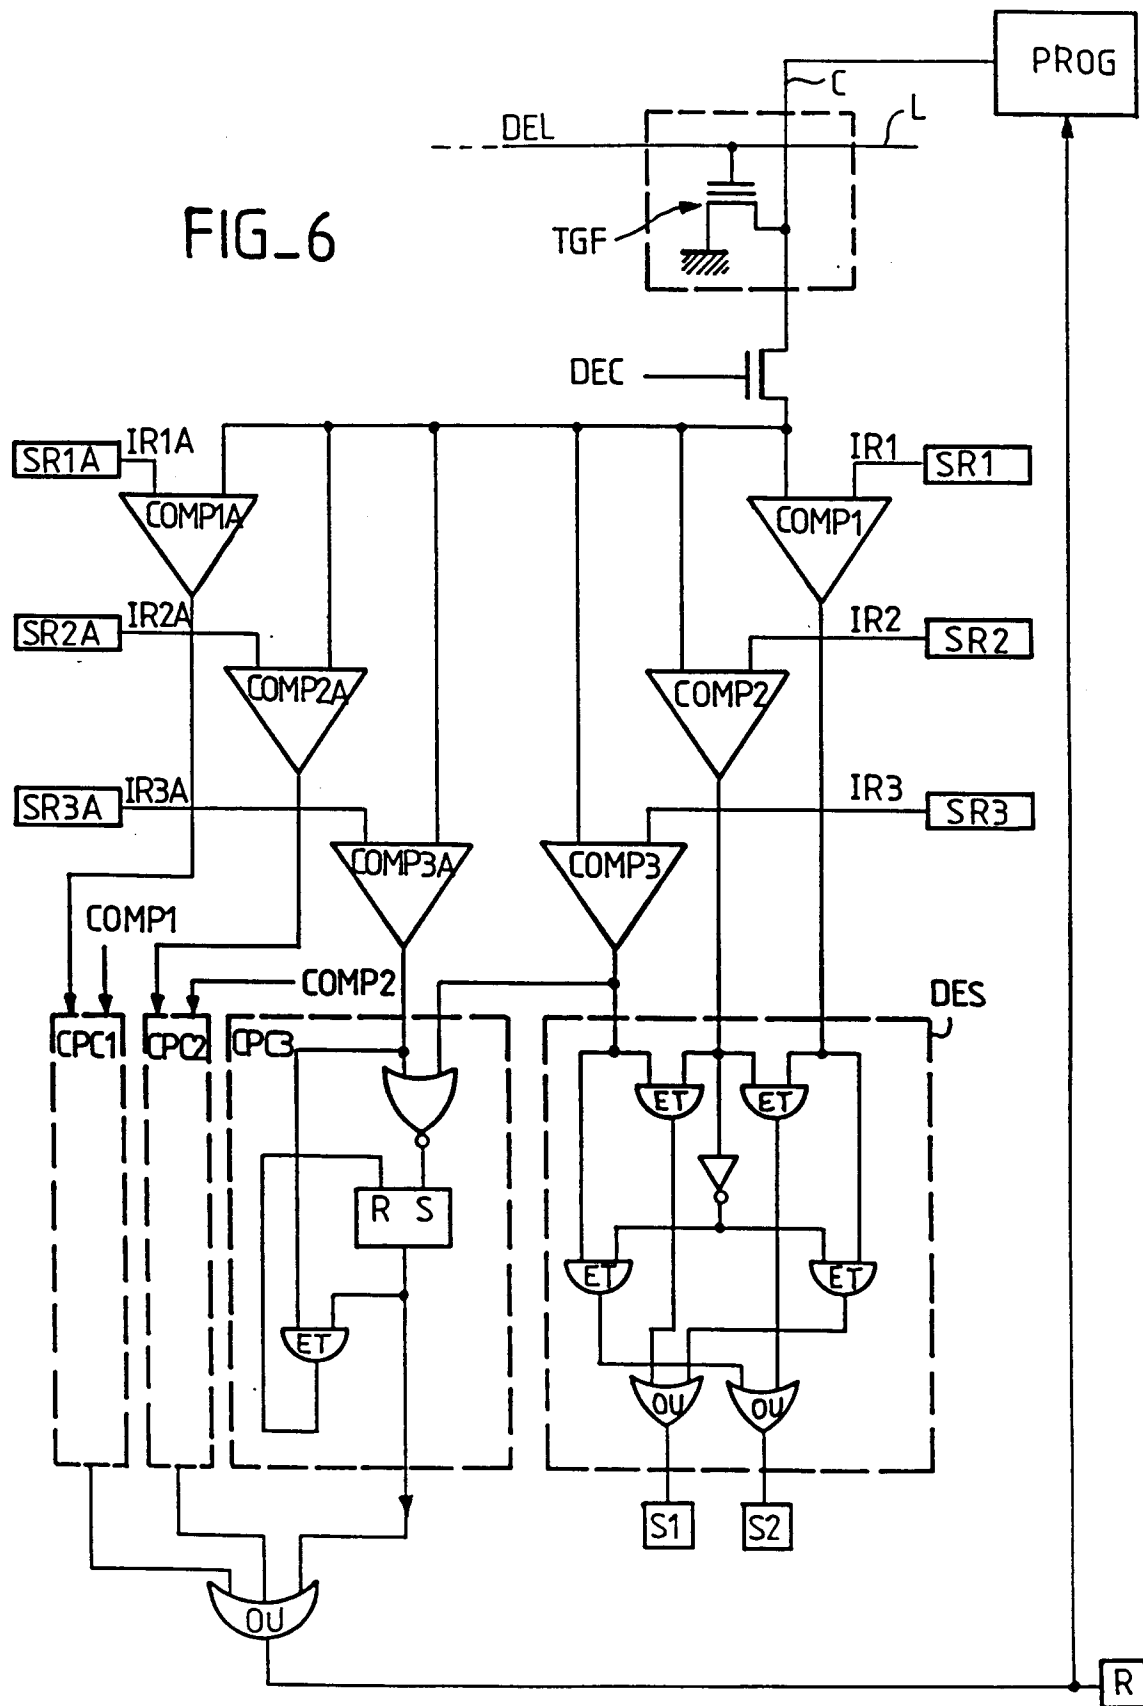 PROG
C
L
DEL
FIG_6
TGF
DEC
IR1A
SR1A
IR1
SR1
COMP1A
COMP1
IR2A
SR2A
IR2
SR2
COMP2A
COMP2
IR3A
SR3A
IR3
SR3
COMP3A
COMP3
COMP1
COMP2
DES
CPC1
CPC2
CPC3
ET
ET
R S
ET
ET
ET
OU
OU
S1
S2
OU
R